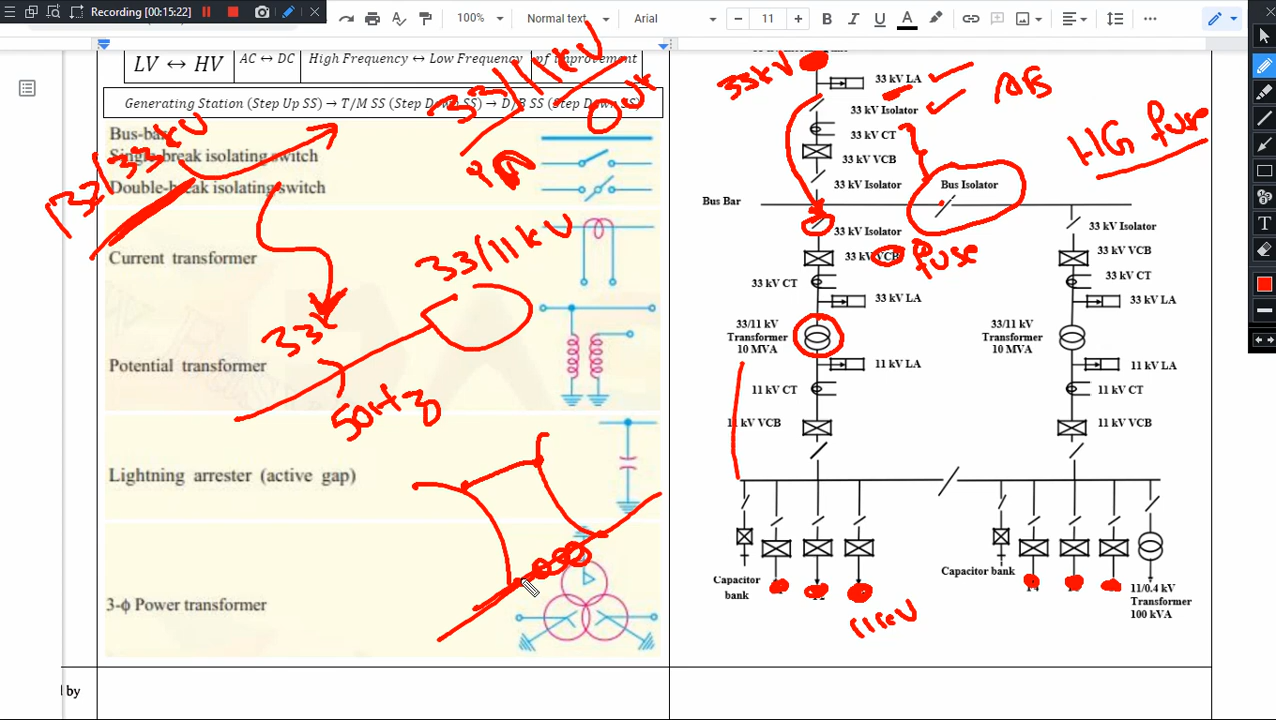 Recording [00:15:22]
100%
Normal text
Arial
11
B I U A
LV ↔ HV
AC ↔ DC
High Frequency ↔ Low Frequency
pf improvement
Generating Station (Step Up SS) → T/M SS (Step Down SS) → D/B SS (Step Down SS)
Bus-bar
Single-break isolating switch
Double-break isolating switch
Current transformer
Potential transformer
Lightning arrester (active gap)
3-ϕ Power transformer
132/33kV
33/11kV
out
in
33/11kV
33k
50Hz
d by
33kV
33 kV LA
33 kV Isolator
33 kV CT
33 kV VCB
33 kV Isolator
AB
HG fuse
Bus Isolator
Bus Bar
33 kV Isolator
33 kV VCB
fuse
33 kV CT
33 kV LA
33/11 kV
Transformer
10 MVA
11 kV LA
11 kV CT
11 kV VCB
33 kV Isolator
33 kV VCB
33 kV CT
33 kV LA
33/11 kV
Transformer
10 MVA
11 kV LA
11 kV CT
11 kV VCB
Capacitor
bank
11kV
Capacitor bank
11/0.4 kV
Transformer
100 kVA